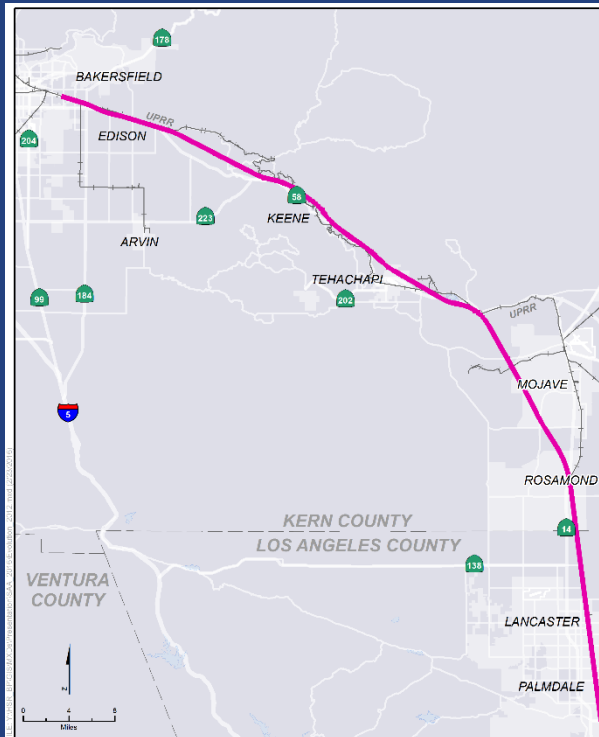 178
BAKERSFIELD
UPRR
EDISON
204
58
223
KEENE
ARVIN
TEHACHAPI
99
184
202
UPRR
MOJAVE
5
ROSAMOND
KERN COUNTY
14
LOS ANGELES COUNTY
138
VENTURA
COUNTY
LANCASTER
PALMDALE
N
0 4 8
Miles